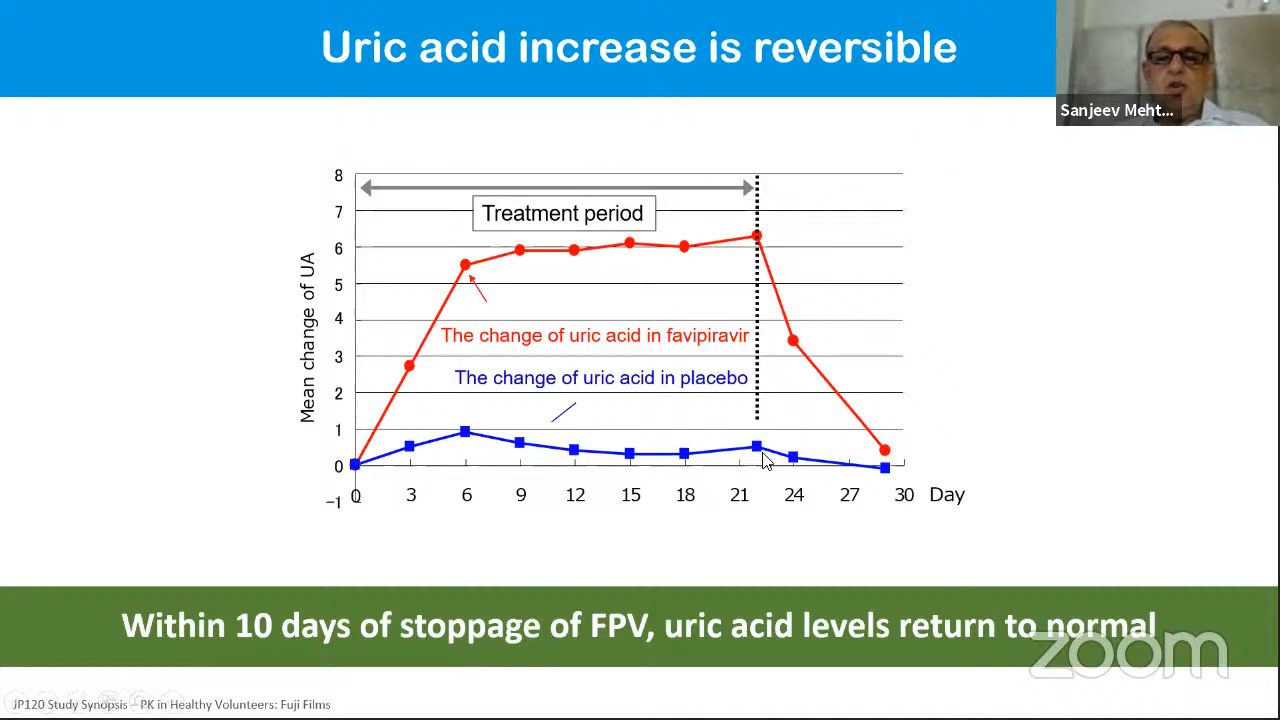 Uric acid increase is reversible
Sanjeev Meht...
8
7
6
5
4
3
2
1
0
−1
Mean change of UA
Treatment period
The change of uric acid in favipiravir
The change of uric acid in placebo
0 3 6 9 12 15 18 21 24 27 30 Day
Within 10 days of stoppage of FPV, uric acid levels return to normal
zoom
JP120 Study Synopsis – PK in Healthy Volunteers: Fuji Films